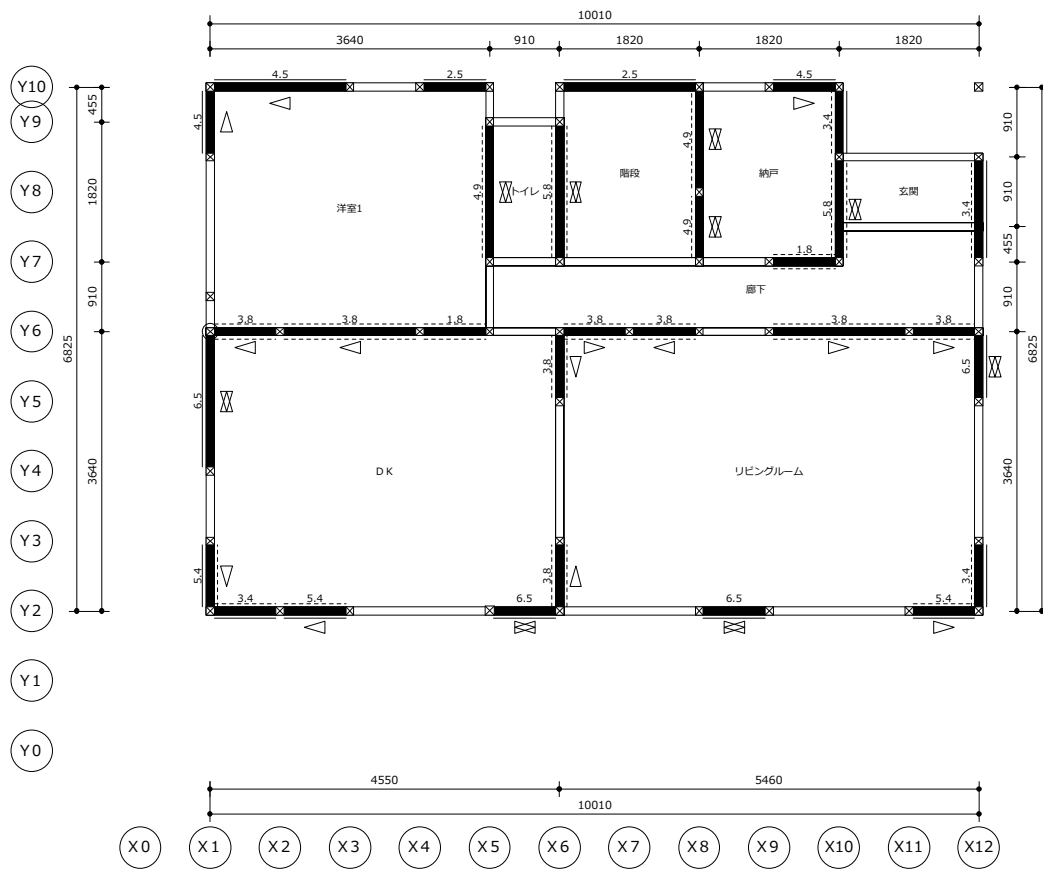 10010
3640 910 1820 1820 1820
Y10
Y9
Y8
Y7
Y6
Y5
Y4
Y3
Y2
Y1
Y0
6825
455
1820
910
3640
4.5 2.5 2.5 4.5
4.5
4.9
5.8
4.9
4.9
3.4
5.8
3.4
洋室1
トイレ
階段
納戸
玄関
1.8
廊下
3.8 3.8 1.8 3.8 3.8 3.8 3.8
6.5
3.8
6.5
DK
リビングルーム
5.4
3.8
3.4
3.4 5.4 6.5 6.5 5.4
910
910
455
910
3640
6825
4550 5460
10010
X0 X1 X2 X3 X4 X5 X6 X7 X8 X9 X10 X11 X12